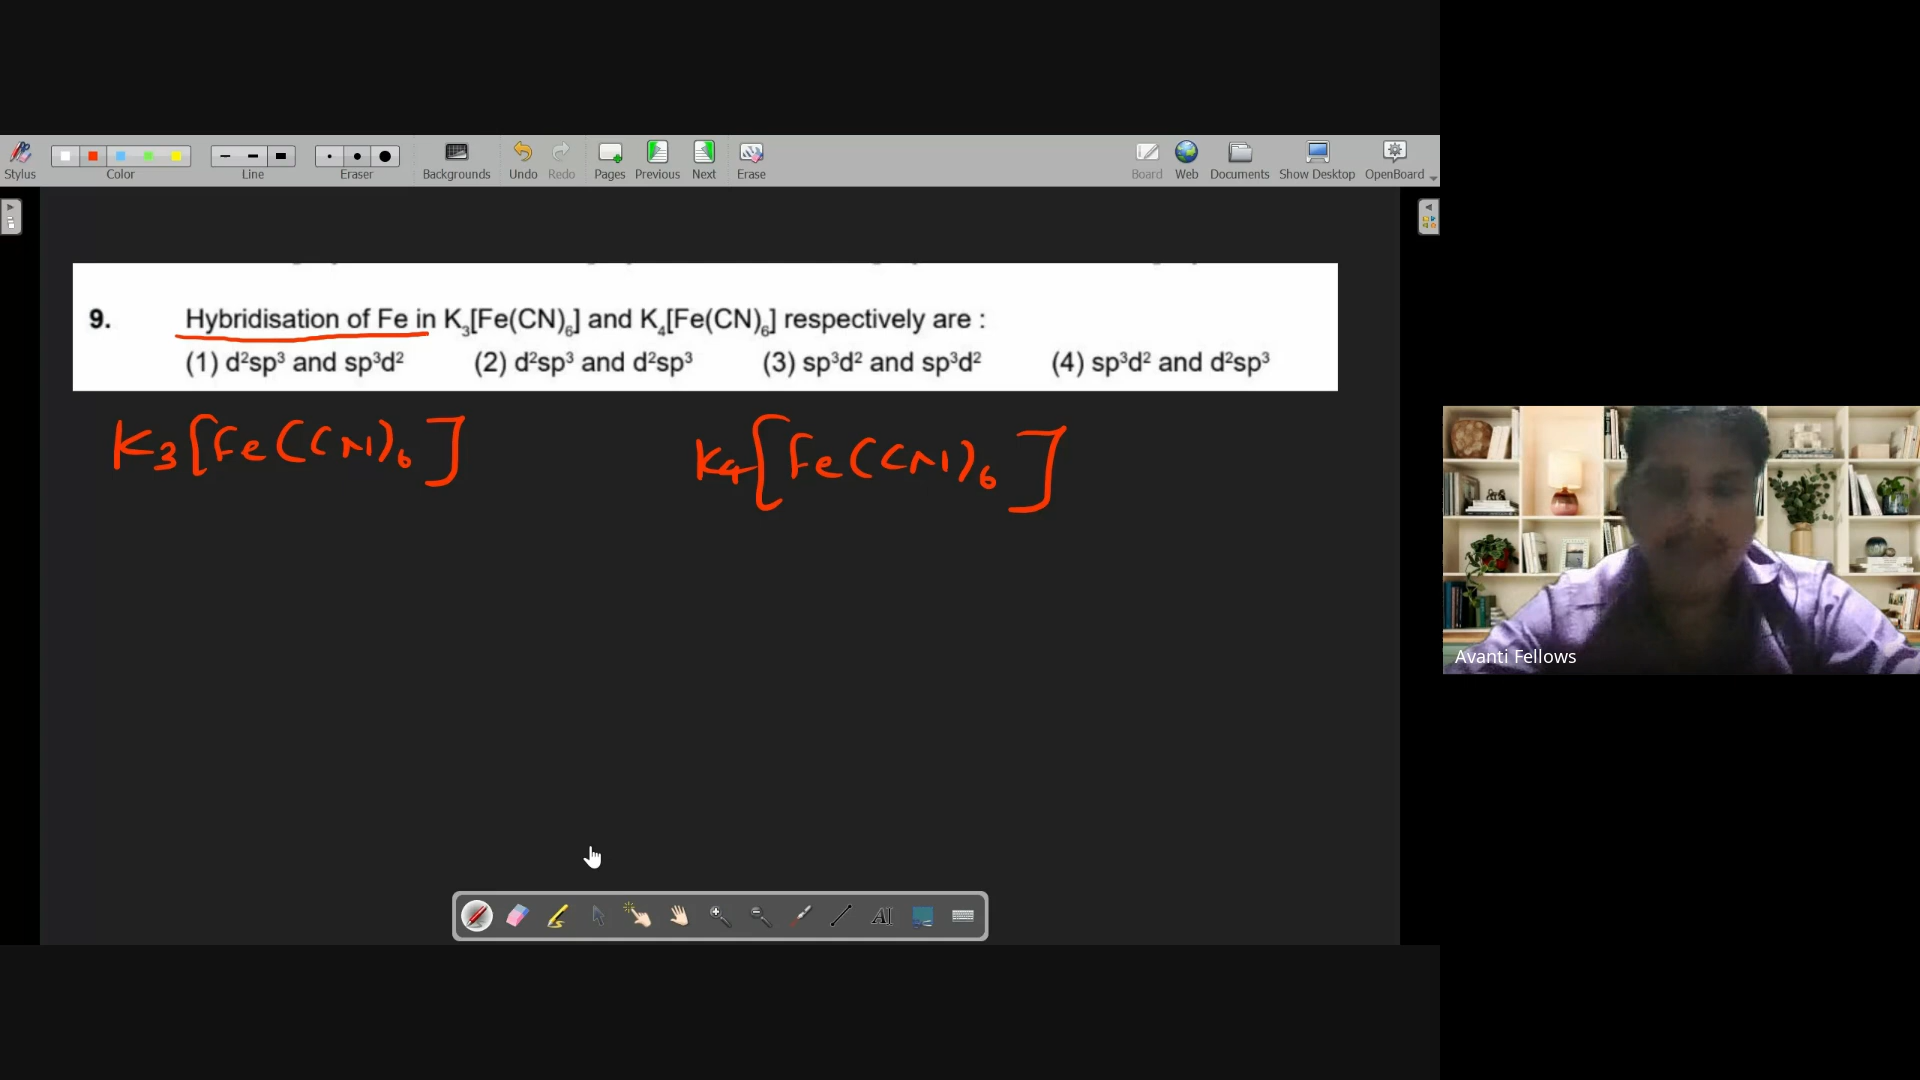 Stylus Color Line Eraser Backgrounds Undo Redo Pages Previous Next Erase Board Web Documents Show Desktop OpenBoard
9. Hybridisation of Fe in K₃[Fe(CN)₆] and K₄[Fe(CN)₆] respectively are :
(1) d²sp³ and sp³d² (2) d²sp³ and d²sp³ (3) sp³d² and sp³d² (4) sp³d² and d²sp³
K₃[Fe(CN)₆] K₄[Fe(CN)₆]
Avanti Fellows
AI